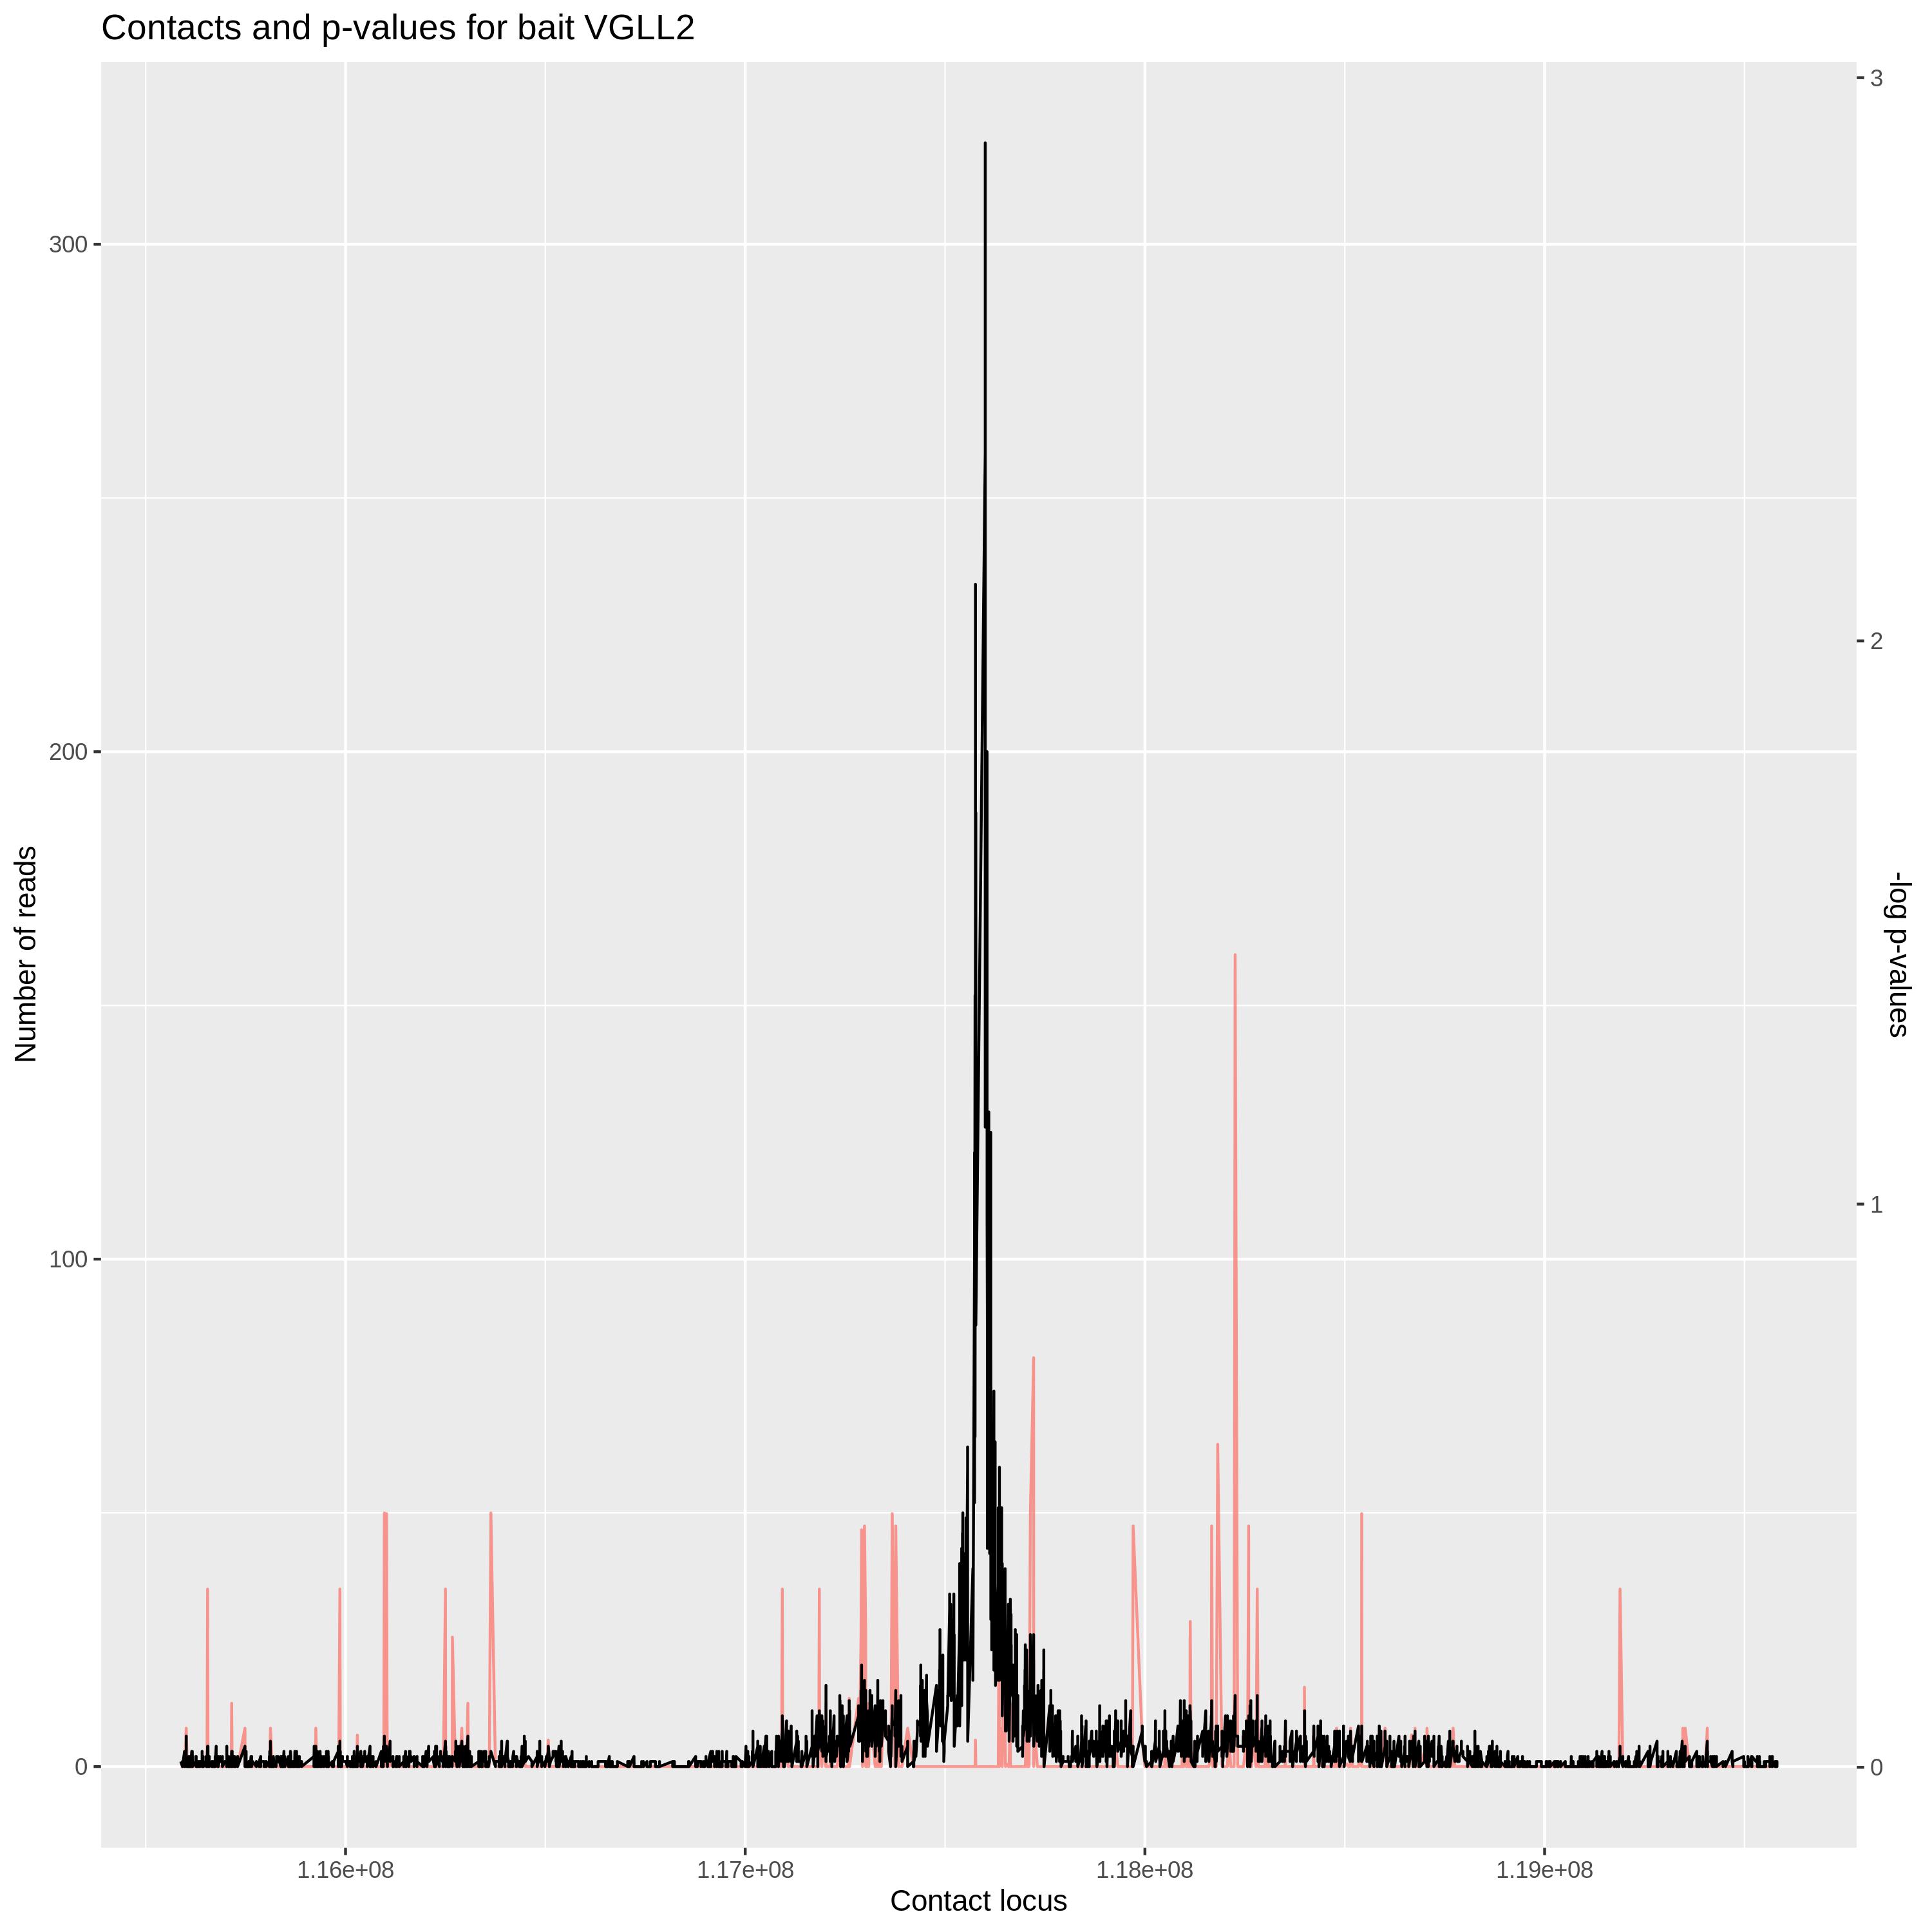 Contacts and p-values for bait VGLL2
3
300
2
200
Number of reads
-log p-values
1
100
0
0
1.16e+08
1.17e+08
1.18e+08
1.19e+08
Contact locus